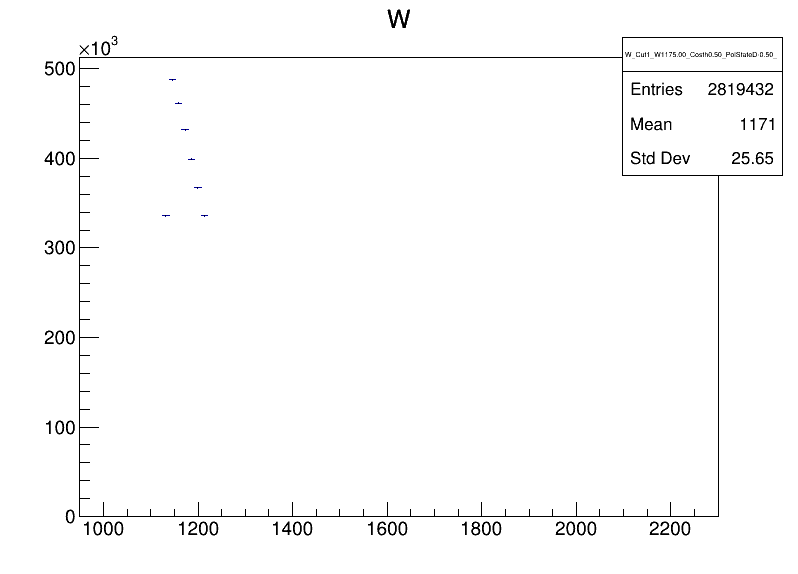 W
×10³
W_Cut1_W1175.00_Costh0.50_PolStateD-0.50_
Entries 2819432
Mean 1171
Std Dev 25.65
500
400
300
200
100
0
1000 1200 1400 1600 1800 2000 2200